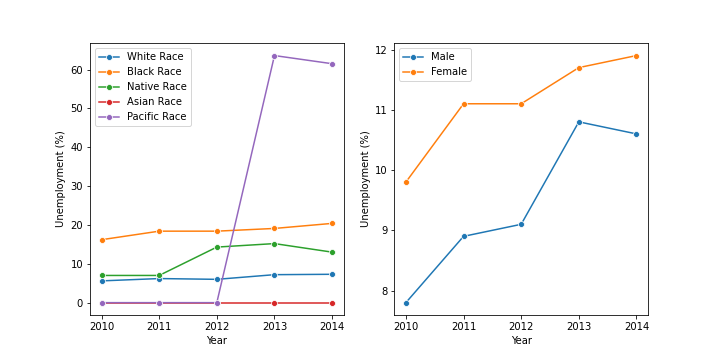 White Race
Black Race
Native Race
Asian Race
Pacific Race
Unemployment (%)
60
50
40
30
20
10
0
2010 2011 2012 2013 2014
Year
Male
Female
Unemployment (%)
12
11
10
9
8
2010 2011 2012 2013 2014
Year